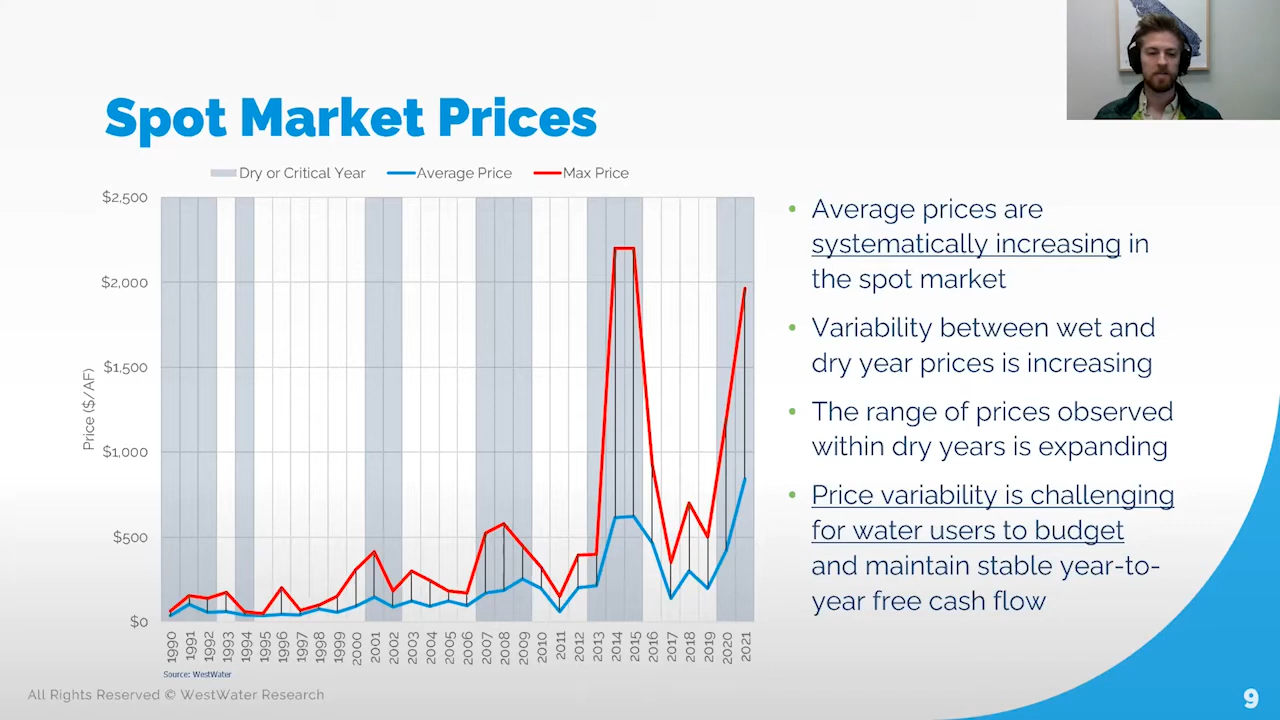 Spot Market Prices
Dry or Critical Year
Average Price
Max Price
$2,500
$2,000
$1,500
$1,000
$500
$0
Price ($/AF)
1990
1991
1992
1993
1994
1995
1996
1997
1998
1999
2000
2001
2002
2003
2004
2005
2006
2007
2008
2009
2010
2011
2012
2013
2014
2015
2016
2017
2018
2019
2020
2021
Source: WestWater
• Average prices are
systematically increasing in
the spot market
• Variability between wet and
dry year prices is increasing
• The range of prices observed
within dry years is expanding
• Price variability is challenging
for water users to budget
and maintain stable year-to-
year free cash flow
All Rights Reserved © WestWater Research
9